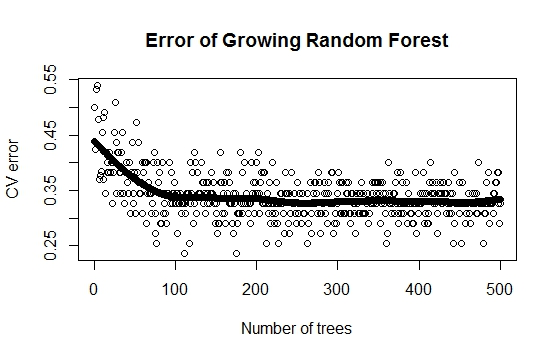 Error of Growing Random Forest
CV error
0.55
0.45
0.35
0.25
0 100 200 300 400 500
Number of trees